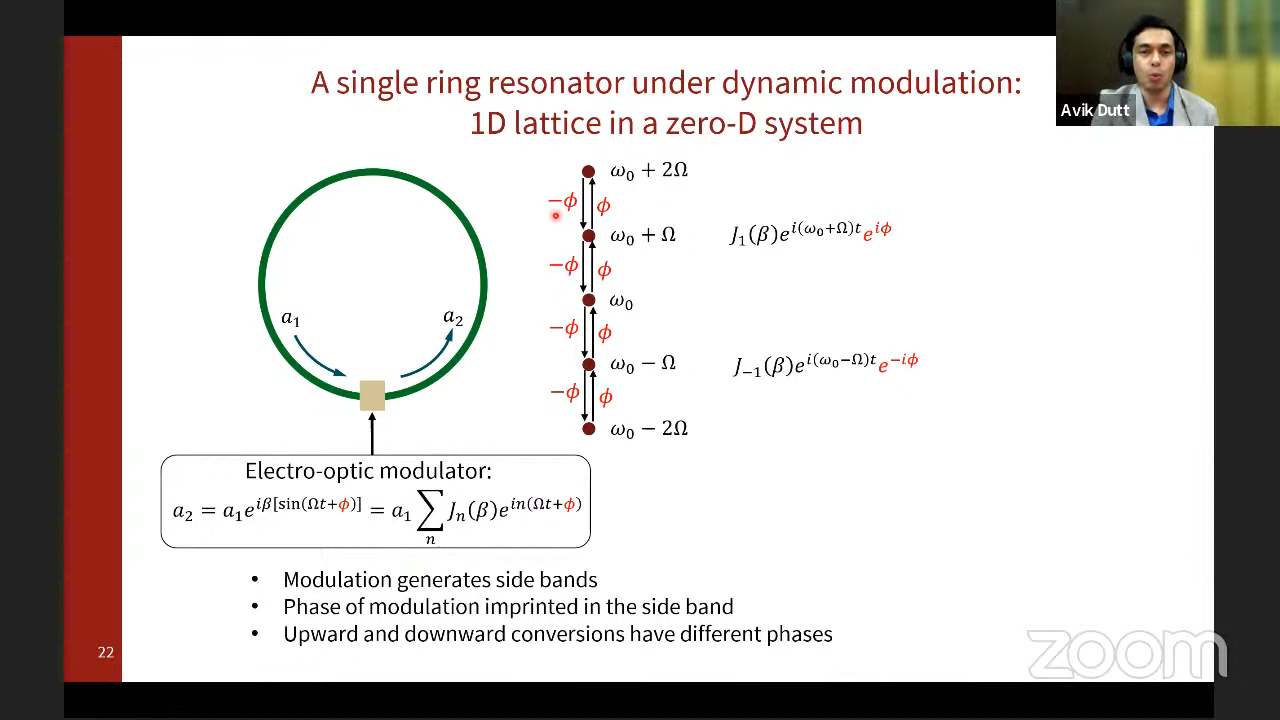 A single ring resonator under dynamic modulation:
1D lattice in a zero-D system
Avik Dutt
ω₀ + 2Ω
−ϕ ϕ
ω₀ + Ω J₁(β)e^{i(ω₀+Ω)t}e^{iϕ}
−ϕ ϕ
ω₀
a₁ a₂
−ϕ ϕ
ω₀ − Ω J₋₁(β)e^{i(ω₀−Ω)t}e^{−iϕ}
−ϕ ϕ
ω₀ − 2Ω
Electro-optic modulator:
a₂ = a₁e^{iβ[sin(Ωt+ϕ)]} = a₁ ∑ₙ Jₙ(β)e^{in(Ωt+ϕ)}
• Modulation generates side bands
• Phase of modulation imprinted in the side band
• Upward and downward conversions have different phases
22
zoom